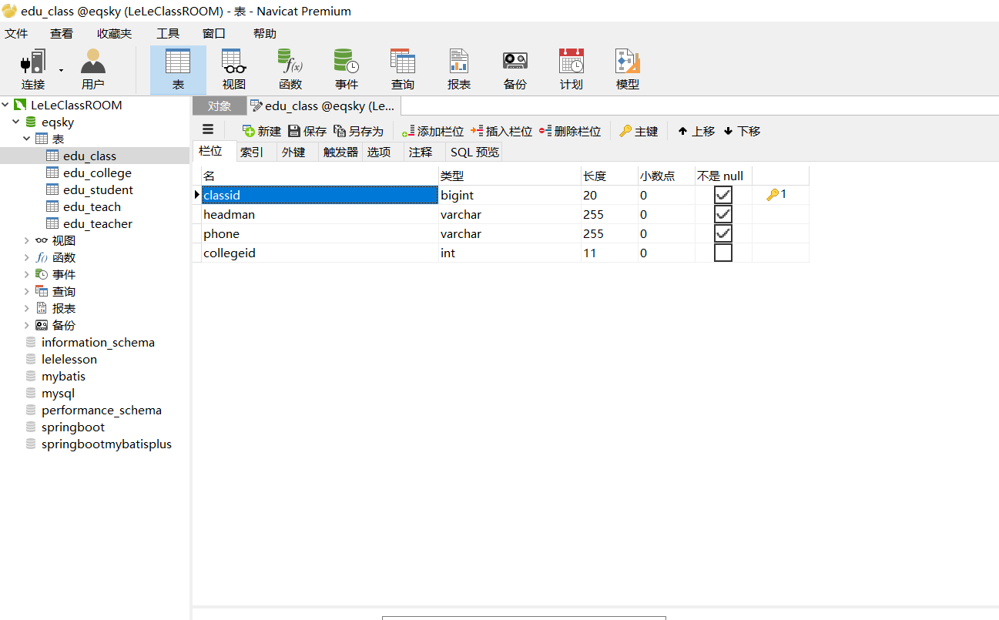 edu_class @eqsky (LeLeClassROOM) - 表 - Navicat Premium
文件 查看 收藏夹 工具 窗口 帮助
连接 用户 表 视图 函数 事件 查询 报表 备份 计划 模型
LeLeClassROOM
eqsky
表
edu_class
edu_college
edu_student
edu_teach
edu_teacher
视图
函数
事件
查询
报表
备份
information_schema
lelelesson
mybatis
mysql
performance_schema
springboot
springbootmybatisplus
对象 edu_class @eqsky (Le...
新建 保存 另存为 添加栏位 插入栏位 删除栏位 主键 上移 下移
栏位 索引 外键 触发器 选项 注释 SQL 预览
名 类型 长度 小数点 不是 null
classid bigint 20 0 1
headman varchar 255 0
phone varchar 255 0
collegeid int 11 0